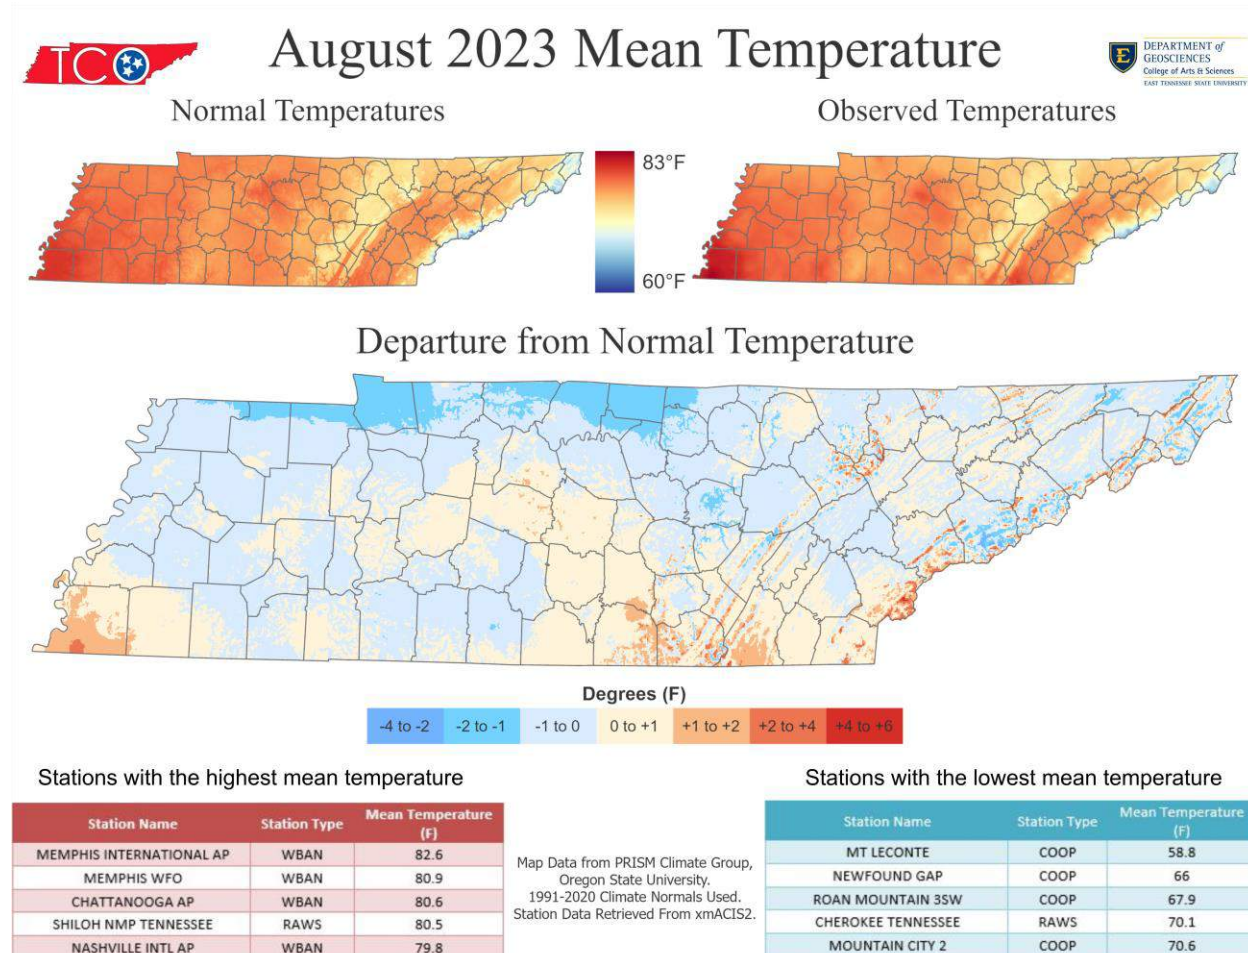 TCO
August 2023 Mean Temperature
E
DEPARTMENT of
GEOSCIENCES
College of Arts & Sciences
EAST TENNESSEE STATE UNIVERSITY
Normal Temperatures
Observed Temperatures
83°F
60°F
Departure from Normal Temperature
Degrees (F)
-4 to -2 -2 to -1 -1 to 0 0 to +1 +1 to +2 +2 to +4 +4 to +6
Stations with the highest mean temperature
Station Name Station Type Mean Temperature
(F)
MEMPHIS INTERNATIONAL AP WBAN 82.6
MEMPHIS WFO WBAN 80.9
CHATTANOOGA AP WBAN 80.6
SHILOH NMP TENNESSEE RAWS 80.5
NASHVILLE INTL AP WBAN 79.8
Map Data from PRISM Climate Group,
Oregon State University.
1991-2020 Climate Normals Used.
Station Data Retrieved From xmACIS2.
Stations with the lowest mean temperature
Station Name Station Type Mean Temperature
(F)
MT LECONTE COOP 58.8
NEWFOUND GAP COOP 66
ROAN MOUNTAIN 3SW COOP 67.9
CHEROKEE TENNESSEE RAWS 70.1
MOUNTAIN CITY 2 COOP 70.6